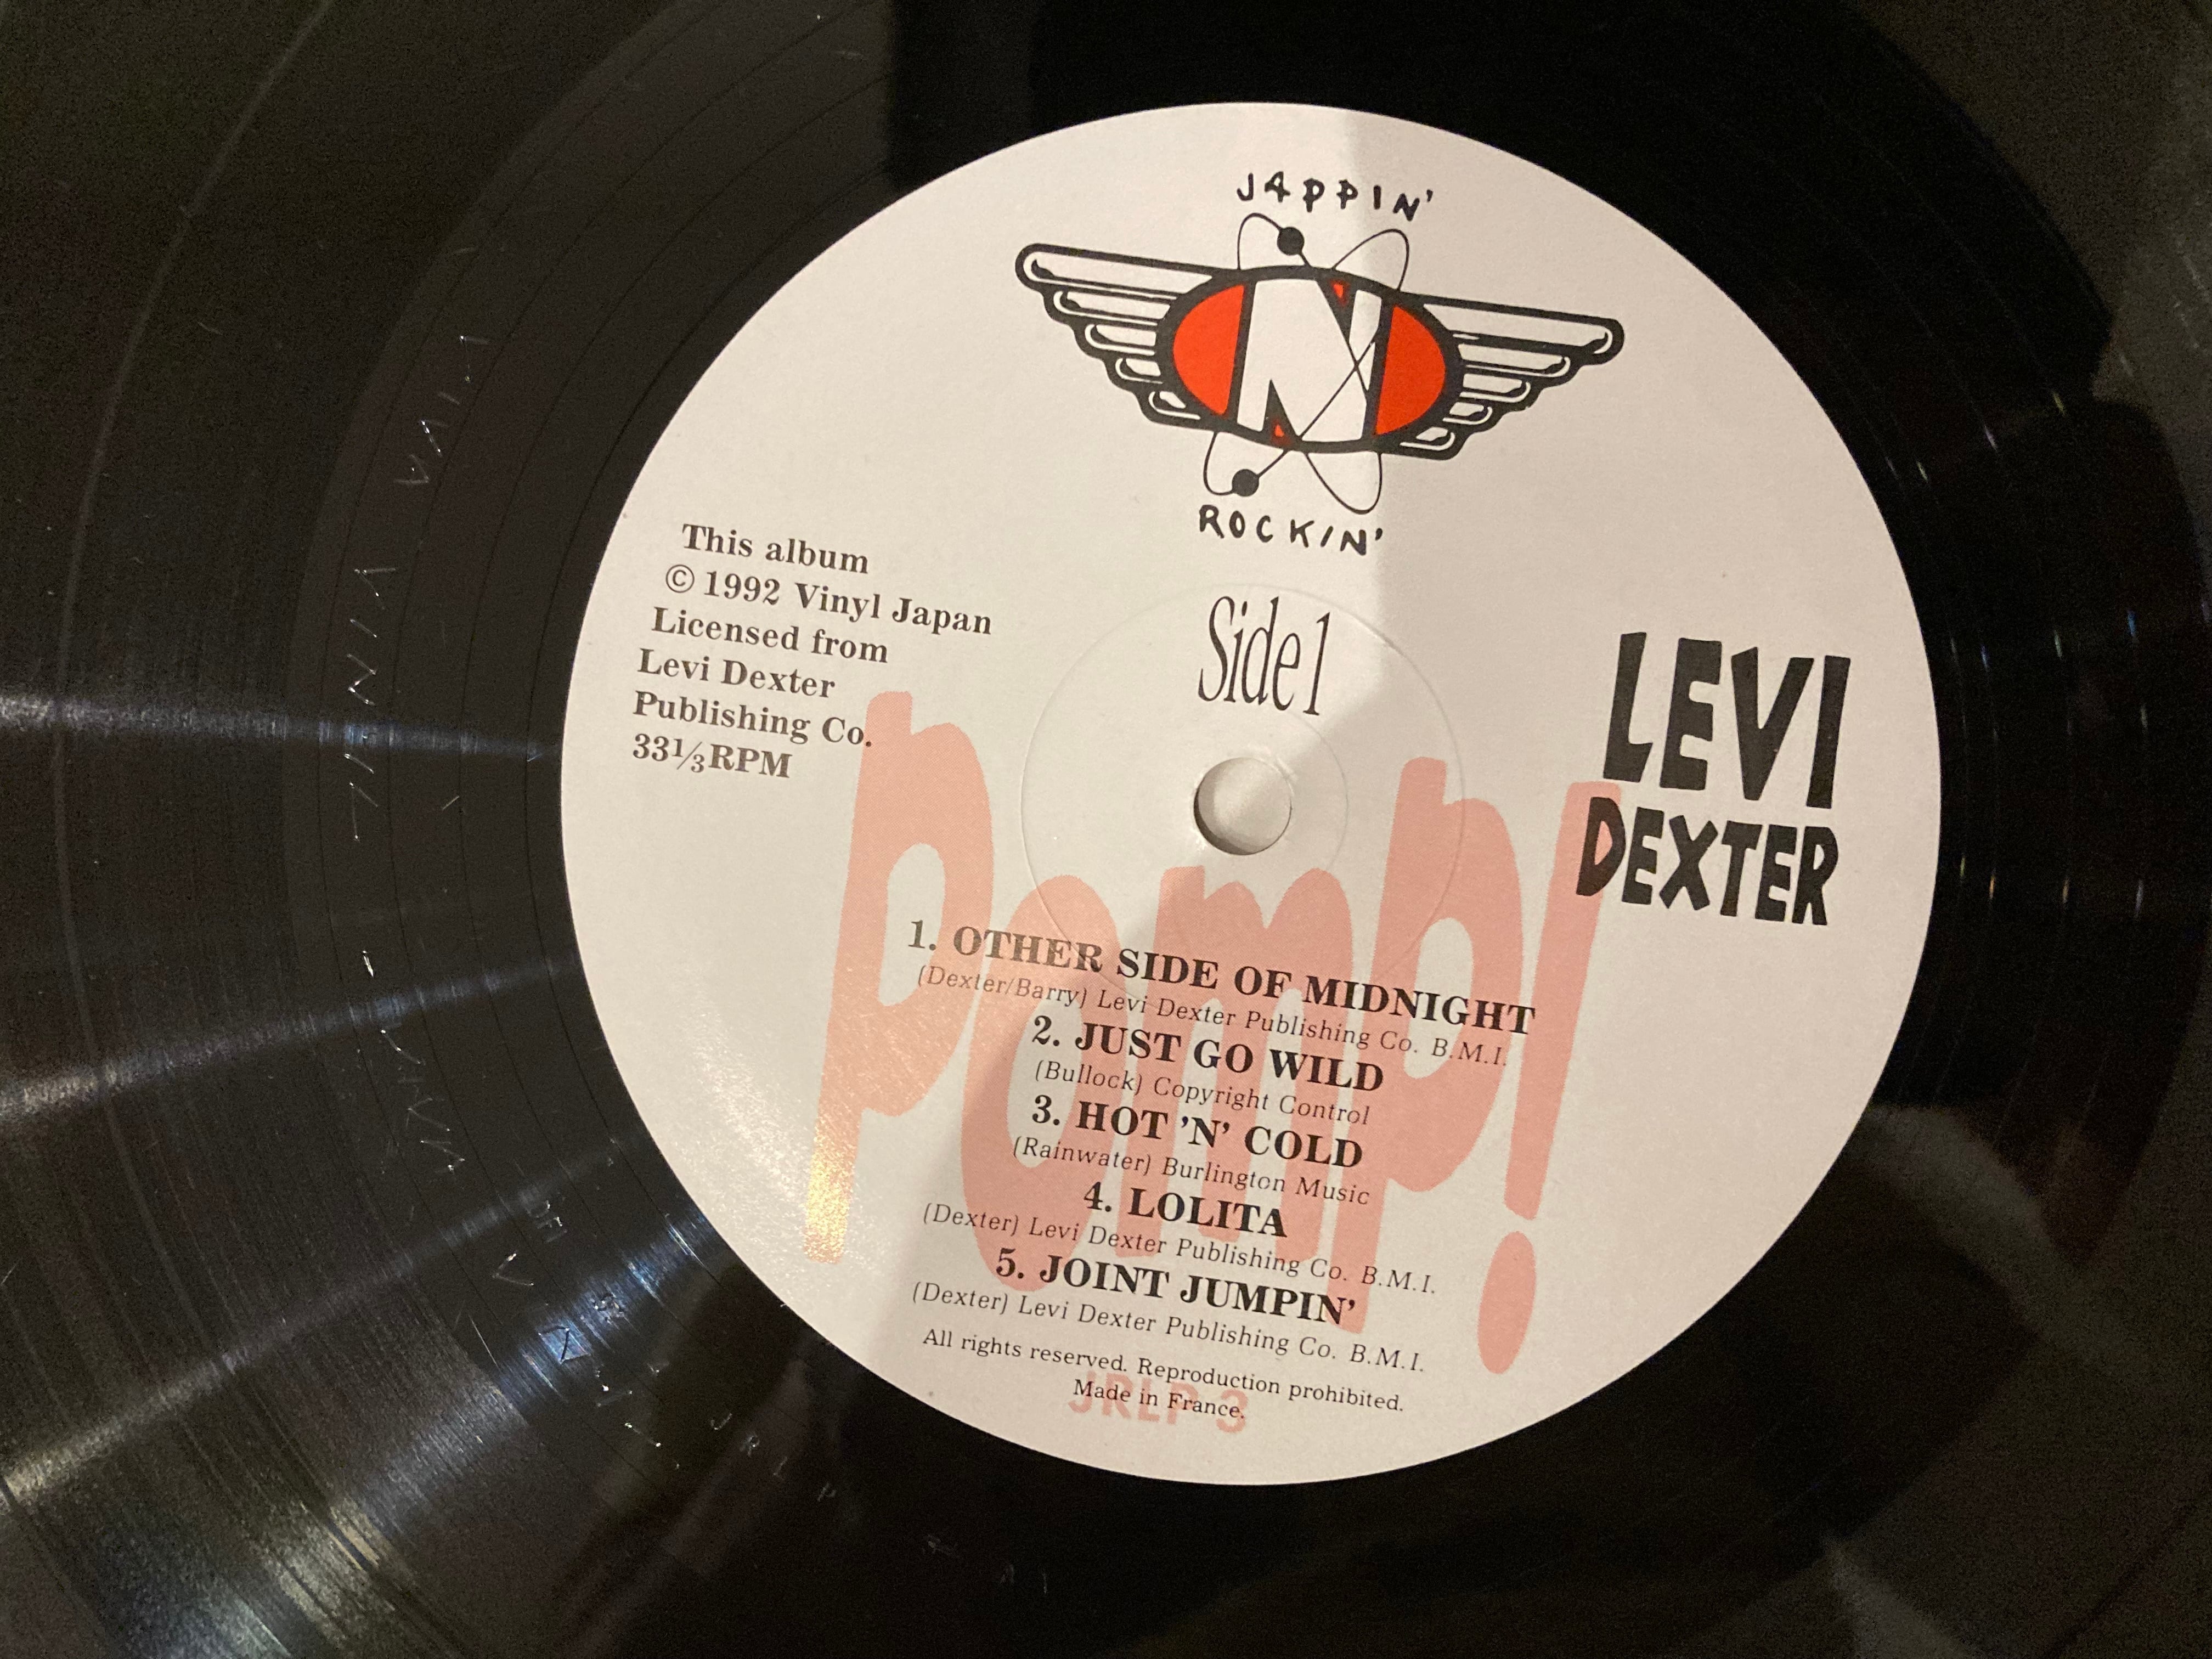 JAPPIN'
N
ROCKIN'
This album
© 1992 Vinyl Japan
Licensed from
Levi Dexter
Publishing Co.
33⅓RPM
Side 1
LEVI
DEXTER
POMP!
1. OTHER SIDE OF MIDNIGHT
(Dexter/Barry) Levi Dexter Publishing Co. B.M.I.
2. JUST GO WILD
(Bullock) Copyright Control
3. HOT 'N' COLD
(Rainwater) Burlington Music
4. LOLITA
(Dexter) Levi Dexter Publishing Co. B.M.I.
5. JOINT JUMPIN'
(Dexter) Levi Dexter Publishing Co. B.M.I.
All rights reserved. Reproduction prohibited.
Made in France.
JRLP 3